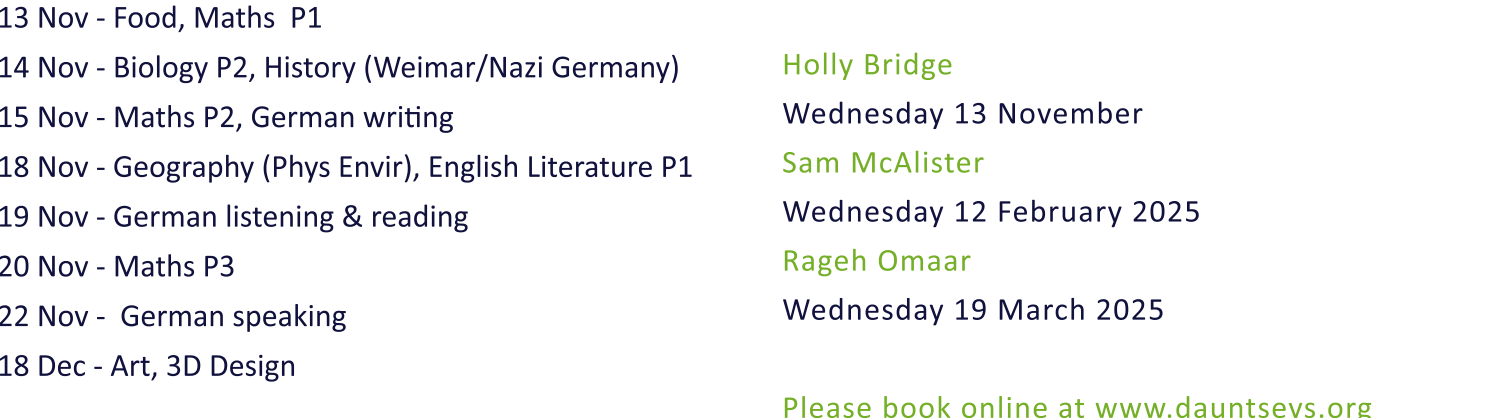 13 Nov - Food, Maths  P1
14 Nov - Biology P2, History (Weimar/Nazi Germany)
15 Nov - Maths P2, German writing
18 Nov - Geography (Phys Envir), English Literature P1
19 Nov - German listening & reading
20 Nov - Maths P3
22 Nov -  German speaking
18 Dec - Art, 3D Design
Holly Bridge
Wednesday 13 November
Sam McAlister
Wednesday 12 February 2025
Rageh Omaar
Wednesday 19 March 2025
Please book online at www.dauntseys.org